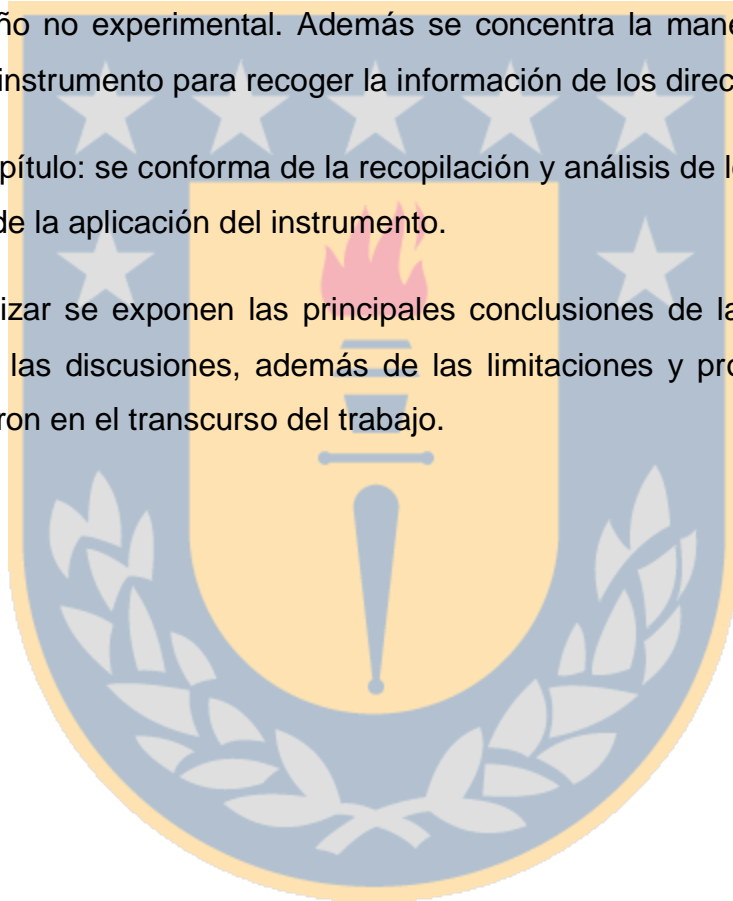 ño no experimental. Además se concentra la mane
instrumento para recoger la información de los direc
pítulo: se conforma de la recopilación y análisis de l
de la aplicación del instrumento.
izar se exponen las principales conclusiones de la
las discusiones, además de las limitaciones y pro
ron en el transcurso del trabajo.